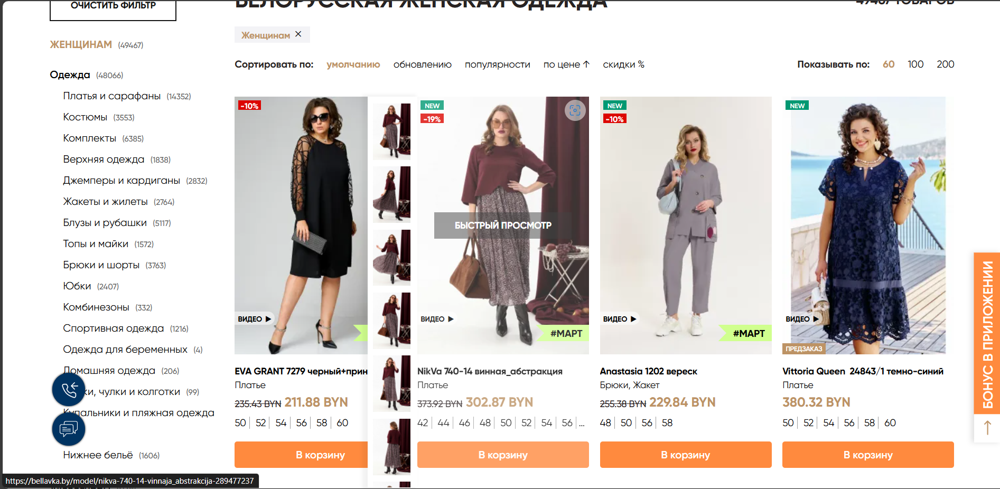 ОЧИСТИТЬ ФИЛЬТР
ЖЕНЩИНАМ (49467)
Одежда (48066)
Платья и сарафаны (14352)
Костюмы (3553)
Комплекты (6385)
Верхняя одежда (1838)
Джемперы и кардиганы (2832)
Жакеты и жилеты (2764)
Блузы и рубашки (5117)
Топы и майки (1572)
Брюки и шорты (3763)
Юбки (2407)
Комбинезоны (332)
Спортивная одежда (1216)
Одежда для беременных (4)
Домашняя одежда (206)
чулки и колготки (99)
Купальники и пляжная одежда
Нижнее бельё (1606)
https://bellavka.by/model/nikva-740-14-vinnaja_abstrakcija-289477237
БЕЛОРУССКАЯ ЖЕНСКАЯ ОДЕЖДА
49467 ТОВАРОВ
Женщинам ×
Сортировать по: умолчанию обновлению популярности по цене ↑ скидки %
Показывать по: 60 100 200
-10%
ВИДЕО
EVA GRANT 7279 черный+прин
Платье
235.43 BYN 211.88 BYN
50 52 54 56 58 60
В корзину
NEW
-19%
БЫСТРЫЙ ПРОСМОТР
ВИДЕО
#МАРТ
NikVa 740-14 винная_абстракция
Платье
373.92 BYN 302.87 BYN
42 44 46 48 50 52 54 56 ...
В корзину
NEW
-10%
ВИДЕО
#МАРТ
Anastasia 1202 вереск
Брюки, Жакет
255.38 BYN 229.84 BYN
48 50 56 58
В корзину
NEW
ВИДЕО
ПРЕДЗАКАЗ
Vittoria Queen 24843/1 темно-синий
Платье
380.32 BYN
50 52 54 56 58 60
В корзину
БОНУС В ПРИЛОЖЕНИИ